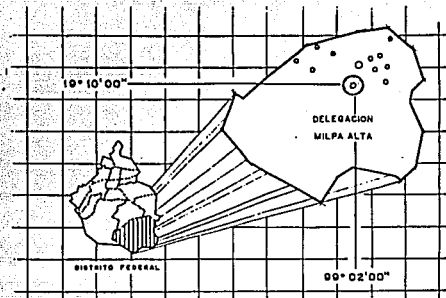 19°10'00"
DELEGACION
MILPA ALTA
DISTRITO FEDERAL
99°02'00"